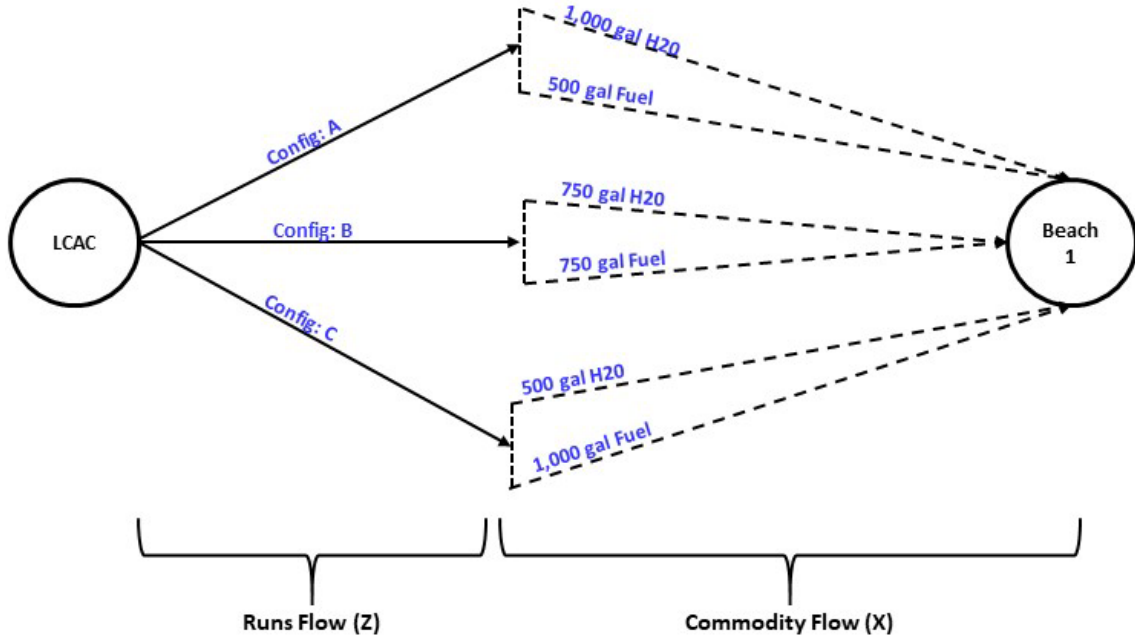 1,000 gal H20
500 gal Fuel
Config: A
LCAC
Config: B
750 gal H20
750 gal Fuel
Beach
1
Config: C
500 gal H20
1,000 gal Fuel
Runs Flow (Z)
Commodity Flow (X)